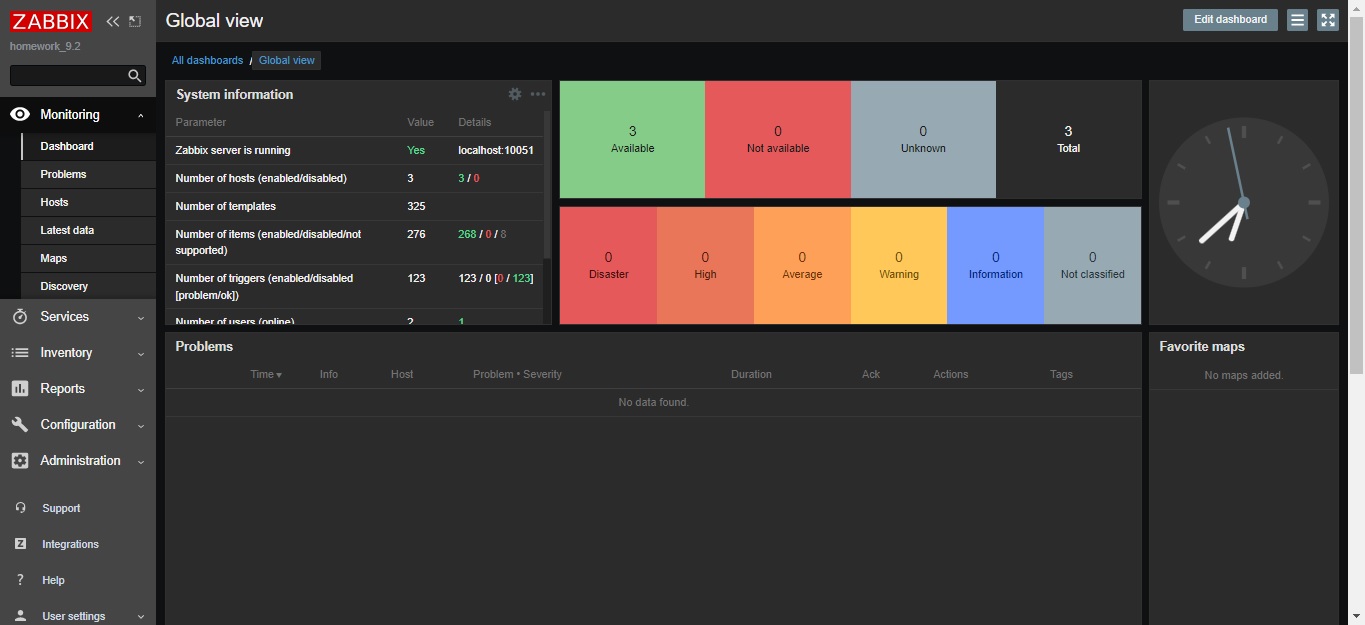 ZABBIX
homework_9.2
Monitoring
Dashboard
Problems
Hosts
Latest data
Maps
Discovery
Services
Inventory
Reports
Configuration
Administration
Support
Z Integrations
? Help
User settings
Global view
Edit dashboard
All dashboards / Global view
System information
Parameter Value Details
Zabbix server is running Yes localhost:10051
Number of hosts (enabled/disabled) 3 3 / 0
Number of templates 325
Number of items (enabled/disabled/not 276 268 / 0 / 8
supported)
Number of triggers (enabled/disabled 123 123 / 0 [0 / 123]
[problem/ok])
Number of users (online) 2 1
3
Available
0
Not available
0
Unknown
3
Total
0
Disaster
0
High
0
Average
0
Warning
0
Information
0
Not classified
Problems
Time Info Host Problem • Severity Duration Ack Actions Tags
No data found.
Favorite maps
No maps added.